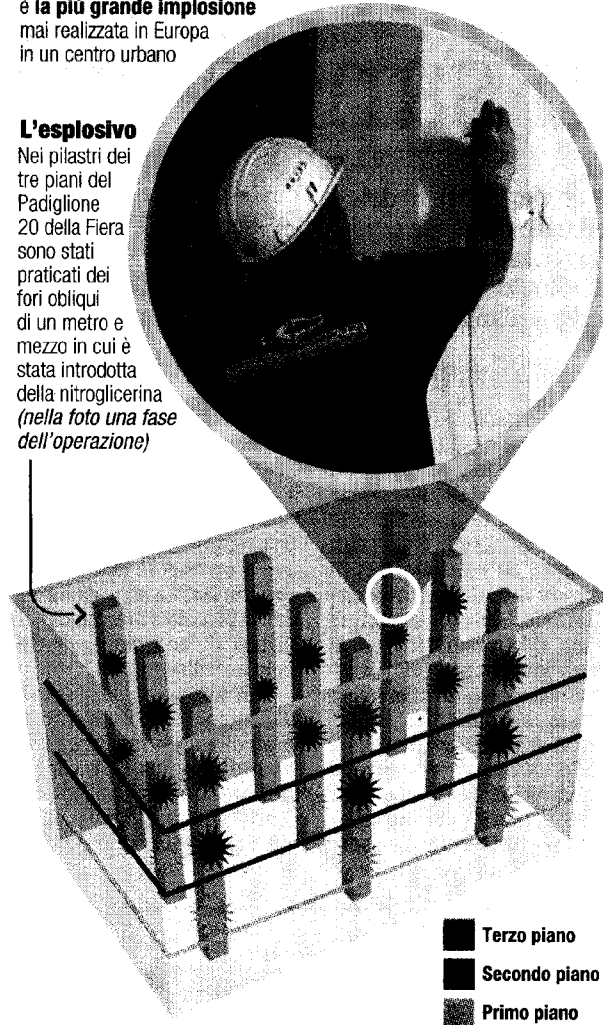 è la più grande implosione
mai realizzata in Europa
in un centro urbano
L'esplosivo
Nei pilastri dei
tre piani del
Padiglione
20 della Fiera
sono stati
praticati dei
fori obliqui
di un metro e
mezzo in cui è
stata introdotta
della nitroglicerina
(nella foto una fase
dell'operazione)
Terzo piano
Secondo piano
Primo piano